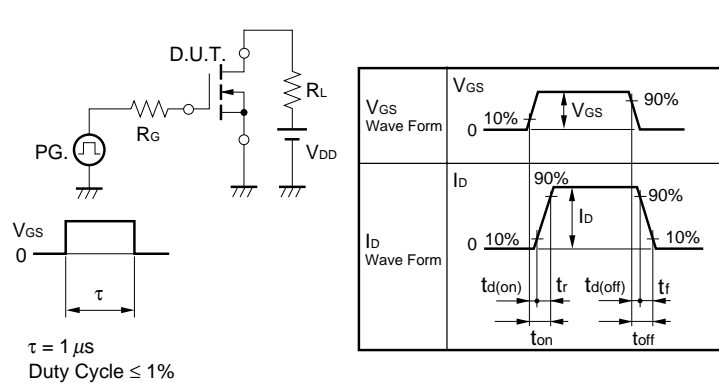 D.U.T.
RL
RG
PG.
VDD
VGS
0
τ
τ = 1 μs
Duty Cycle ≤ 1%
VGS
Wave Form
VGS
10%
0
VGS
90%
ID
Wave Form
ID
90%
90%
ID
0 10%
10%
td(on) tr td(off) tf
ton toff